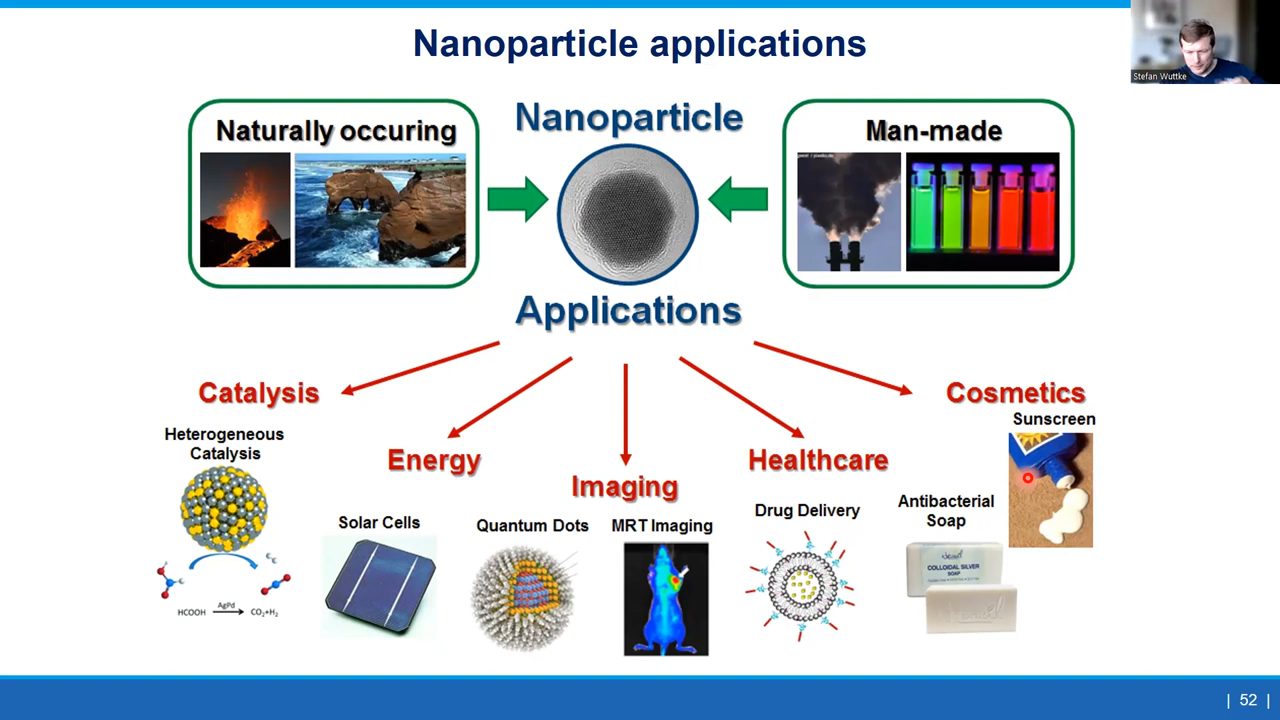 Nanoparticle applications
Stefan Wuttke
Naturally occuring
Nanoparticle
Man-made
Applications
Catalysis
Heterogeneous
Catalysis
HCOOH
AgPd
CO2+H2
Energy
Solar Cells
Imaging
Quantum Dots
MRT Imaging
Healthcare
Drug Delivery
Cosmetics
Sunscreen
Antibacterial
Soap
COLLOIDAL SILVER
SOAP
| 52 |